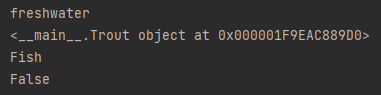 freshwater
<__main__.Trout object at 0x000001F9EAC889D0>
Fish
False